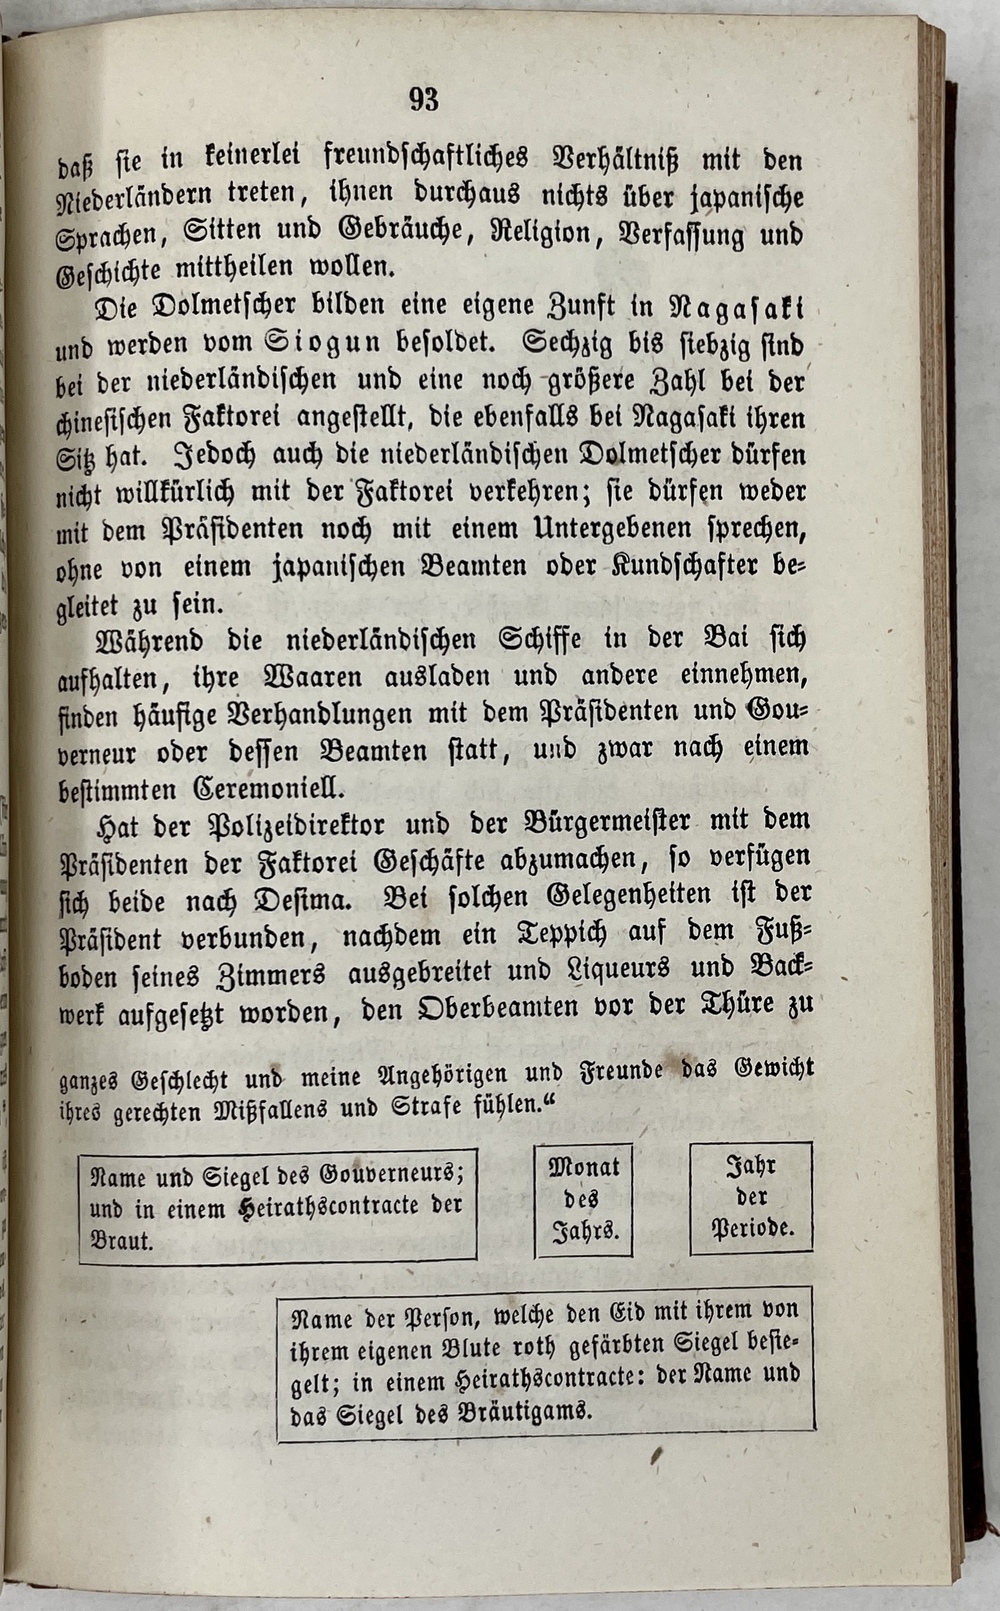 93
daß sie in keinerlei freundschaftliches Verhältniß mit den
Niederländern treten, ihnen durchaus nichts über japanische
Sprachen, Sitten und Gebräuche, Religion, Verfassung und
Geschichte mittheilen wollen.
Die Dolmetscher bilden eine eigene Zunft in Nagasaki
und werden vom Siogun besoldet. Sechzig bis siebzig sind
bei der niederländischen und eine noch größere Zahl bei der
chinesischen Faktorei angestellt, die ebenfalls bei Nagasaki ihren
Sitz hat. Jedoch auch die niederländischen Dolmetscher dürfen
nicht willkürlich mit der Faktorei verkehren; sie dürfen weder
mit dem Präsidenten noch mit einem Untergebenen sprechen,
ohne von einem japanischen Beamten oder Kundschafter be-
gleitet zu sein.
Während die niederländischen Schiffe in der Bai sich
aufhalten, ihre Waaren ausladen und andere einnehmen,
finden häufige Verhandlungen mit dem Präsidenten und Gou-
verneur oder dessen Beamten statt, und zwar nach einem
bestimmten Ceremoniell.
Hat der Polizeidirektor und der Bürgermeister mit dem
Präsidenten der Faktorei Geschäfte abzumachen, so verfügen
sich beide nach Desima. Bei solchen Gelegenheiten ist der
Präsident verbunden, nachdem ein Teppich auf dem Fuß-
boden seines Zimmers ausgebreitet und Liqueurs und Back-
werk aufgesetzt worden, den Oberbeamten vor der Thüre zu
ganzes Geschlecht und meine Angehörigen und Freunde das Gewicht
ihres gerechten Mißfallens und Strafe fühlen.“
Name und Siegel des Gouverneurs;
und in einem Heirathscontracte der
Braut.
Monat
des
Jahrs.
Jahr
der
Periode.
Name der Person, welche den Eid mit ihrem von
ihrem eigenen Blute roth gefärbten Siegel besie-
gelt; in einem Heirathscontracte: der Name und
das Siegel des Bräutigams.